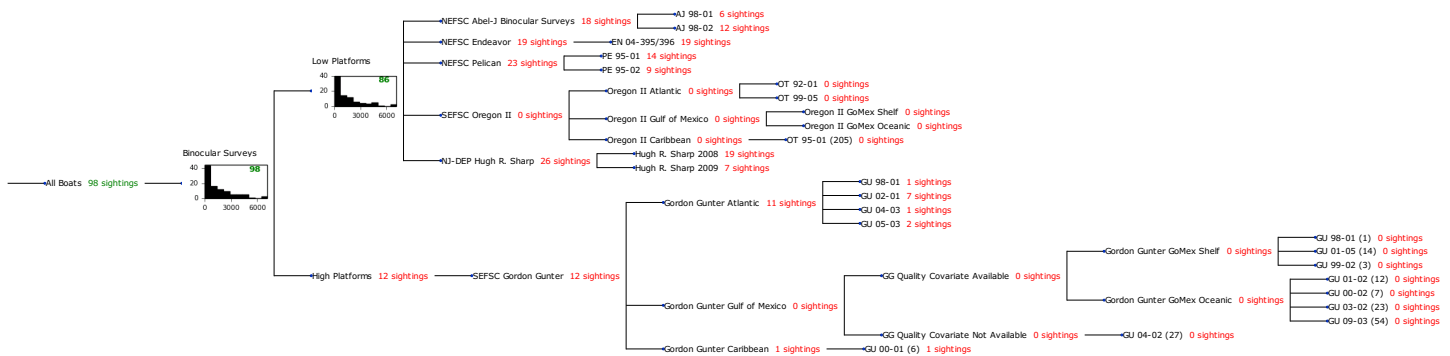 All Boats 98 sightings
Binocular Surveys
98
40
20
0
0 3000 6000
Low Platforms
86
40
20
0
0 3000 6000
NEFSC Abel-J Binocular Surveys 18 sightings
AJ 98-01 6 sightings
AJ 98-02 12 sightings
NEFSC Endeavor 19 sightings
EN 04-395/396 19 sightings
NEFSC Pelican 23 sightings
PE 95-01 14 sightings
PE 95-02 9 sightings
SEFSC Oregon II 0 sightings
Oregon II Atlantic 0 sightings
OT 92-01 0 sightings
OT 99-05 0 sightings
Oregon II Gulf of Mexico 0 sightings
Oregon II GoMex Shelf 0 sightings
Oregon II GoMex Oceanic 0 sightings
Oregon II Caribbean 0 sightings
OT 95-01 (205) 0 sightings
NJ-DEP Hugh R. Sharp 26 sightings
Hugh R. Sharp 2008 19 sightings
Hugh R. Sharp 2009 7 sightings
High Platforms 12 sightings
SEFSC Gordon Gunter 12 sightings
Gordon Gunter Atlantic 11 sightings
GU 98-01 1 sightings
GU 02-01 7 sightings
GU 04-03 1 sightings
GU 05-03 2 sightings
Gordon Gunter Gulf of Mexico 0 sightings
GG Quality Covariate Available 0 sightings
Gordon Gunter GoMex Shelf 0 sightings
GU 98-01 (1) 0 sightings
GU 01-05 (14) 0 sightings
GU 99-02 (3) 0 sightings
Gordon Gunter GoMex Oceanic 0 sightings
GU 01-02 (12) 0 sightings
GU 00-02 (7) 0 sightings
GU 03-02 (23) 0 sightings
GU 09-03 (54) 0 sightings
GG Quality Covariate Not Available 0 sightings
GU 04-02 (27) 0 sightings
Gordon Gunter Caribbean 1 sightings
GU 00-01 (6) 1 sightings